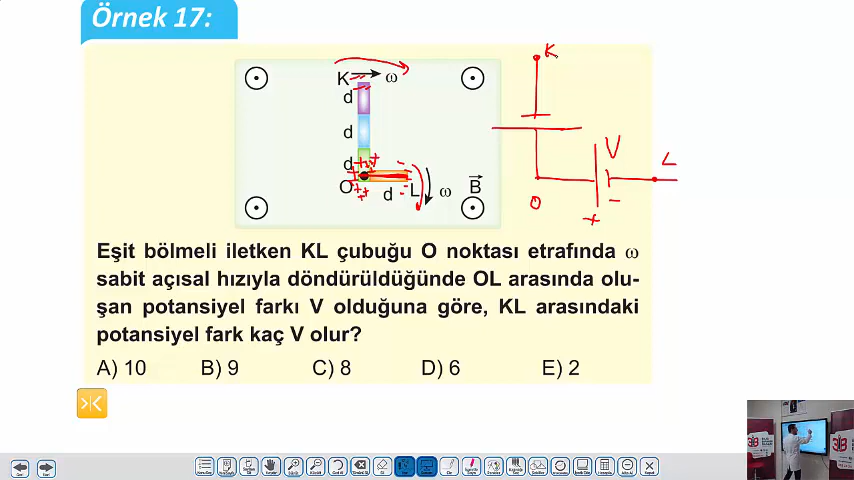 Örnek 17:
K
K
ω
d
d
V
d
L
O
L
ω
B
d
O
+
-
Eşit bölmeli iletken KL çubuğu O noktası etrafında ω
sabit açısal hızıyla döndürüldüğünde OL arasında olu-
şan potansiyel farkı V olduğuna göre, KL arasındaki
potansiyel fark kaç V olur?
A) 10 B) 9 C) 8 D) 6 E) 2